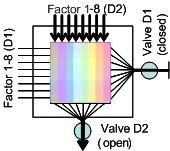 Factor 1-8 (D2)
Factor 1-8 (D1)
Valve D1
(closed)
Valve D2
(open)